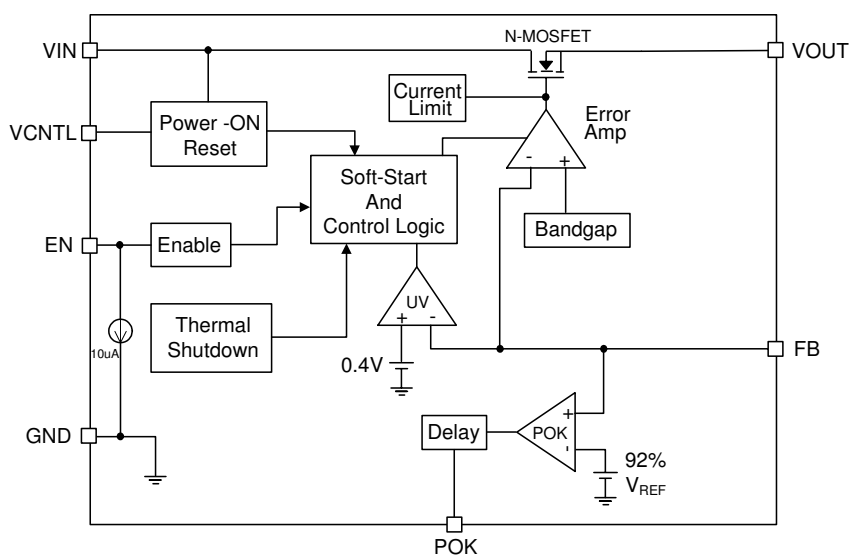 VIN
N-MOSFET
VOUT
Current
Limit
Error
Amp
VCNTL
Power -ON
Reset
-
+
Soft-Start
And
Control Logic
Bandgap
EN
Enable
UV
+
-
Thermal
Shutdown
10uA
0.4V
FB
GND
Delay
+
POK
-
92%
VREF
POK